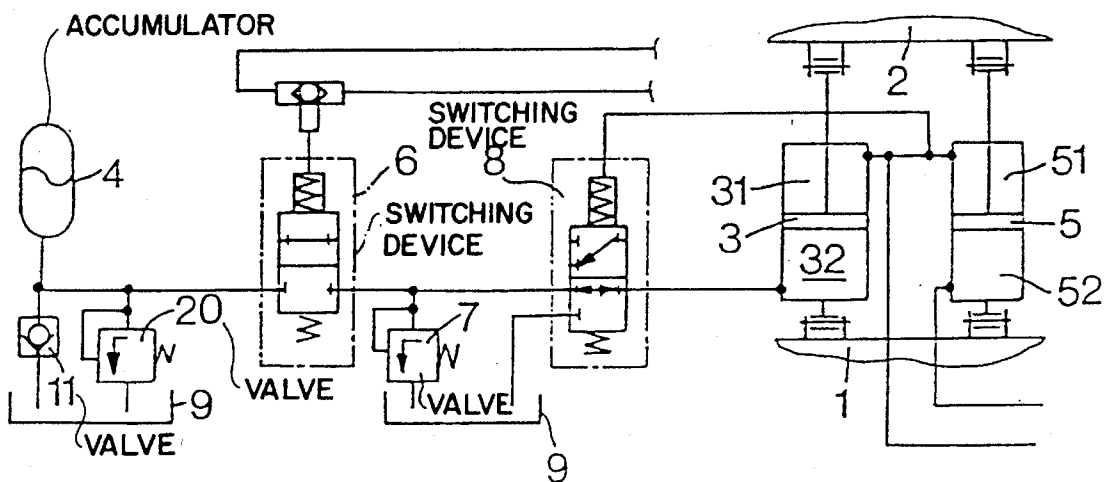 ACCUMULATOR
2
SWITCHING
DEVICE
4
6
8
31
51
SWITCHING
DEVICE
3
5
32
52
20
7
11
9
VALVE
VALVE
1
VALVE
9